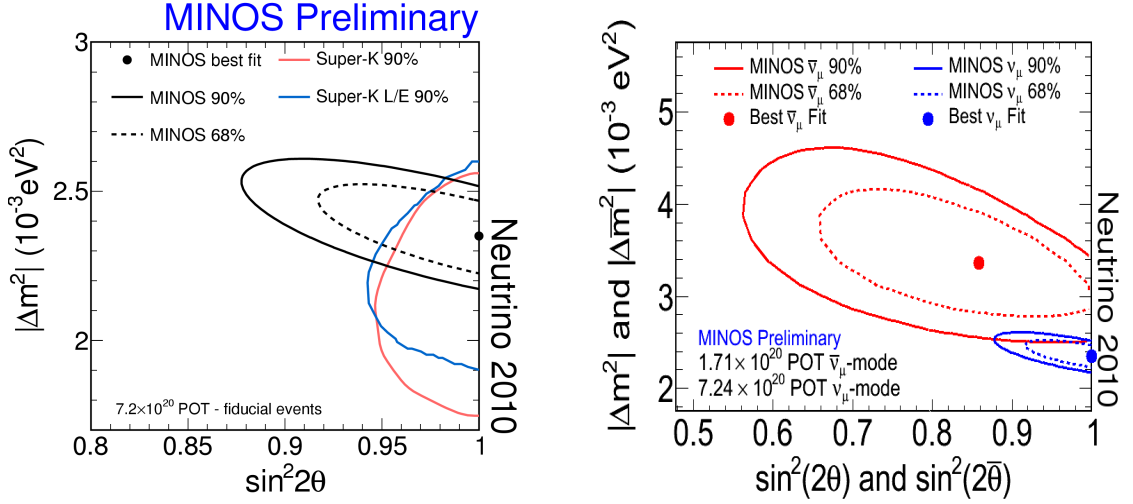 MINOS Preliminary
MINOS best fit
MINOS 90%
MINOS 68%
Super-K 90%
Super-K L/E 90%
|Δm²| (10⁻³eV²)
3
2.5
2
7.2×10²⁰ POT - fiducial events
0.8 0.85 0.9 0.95 1
sin²2θ
Neutrino 2010
MINOS ν̅μ 90%
MINOS ν̅μ 68%
Best ν̅μ Fit
MINOS νμ 90%
MINOS νμ 68%
Best νμ Fit
|Δm²| and |Δm̅²| (10⁻³ eV²)
5
4
3
2
MINOS Preliminary
1.71× 10²⁰ POT ν̅μ-mode
7.24× 10²⁰ POT νμ-mode
0.5 0.6 0.7 0.8 0.9 1
sin²(2θ) and sin²(2θ̅)
Neutrino 2010